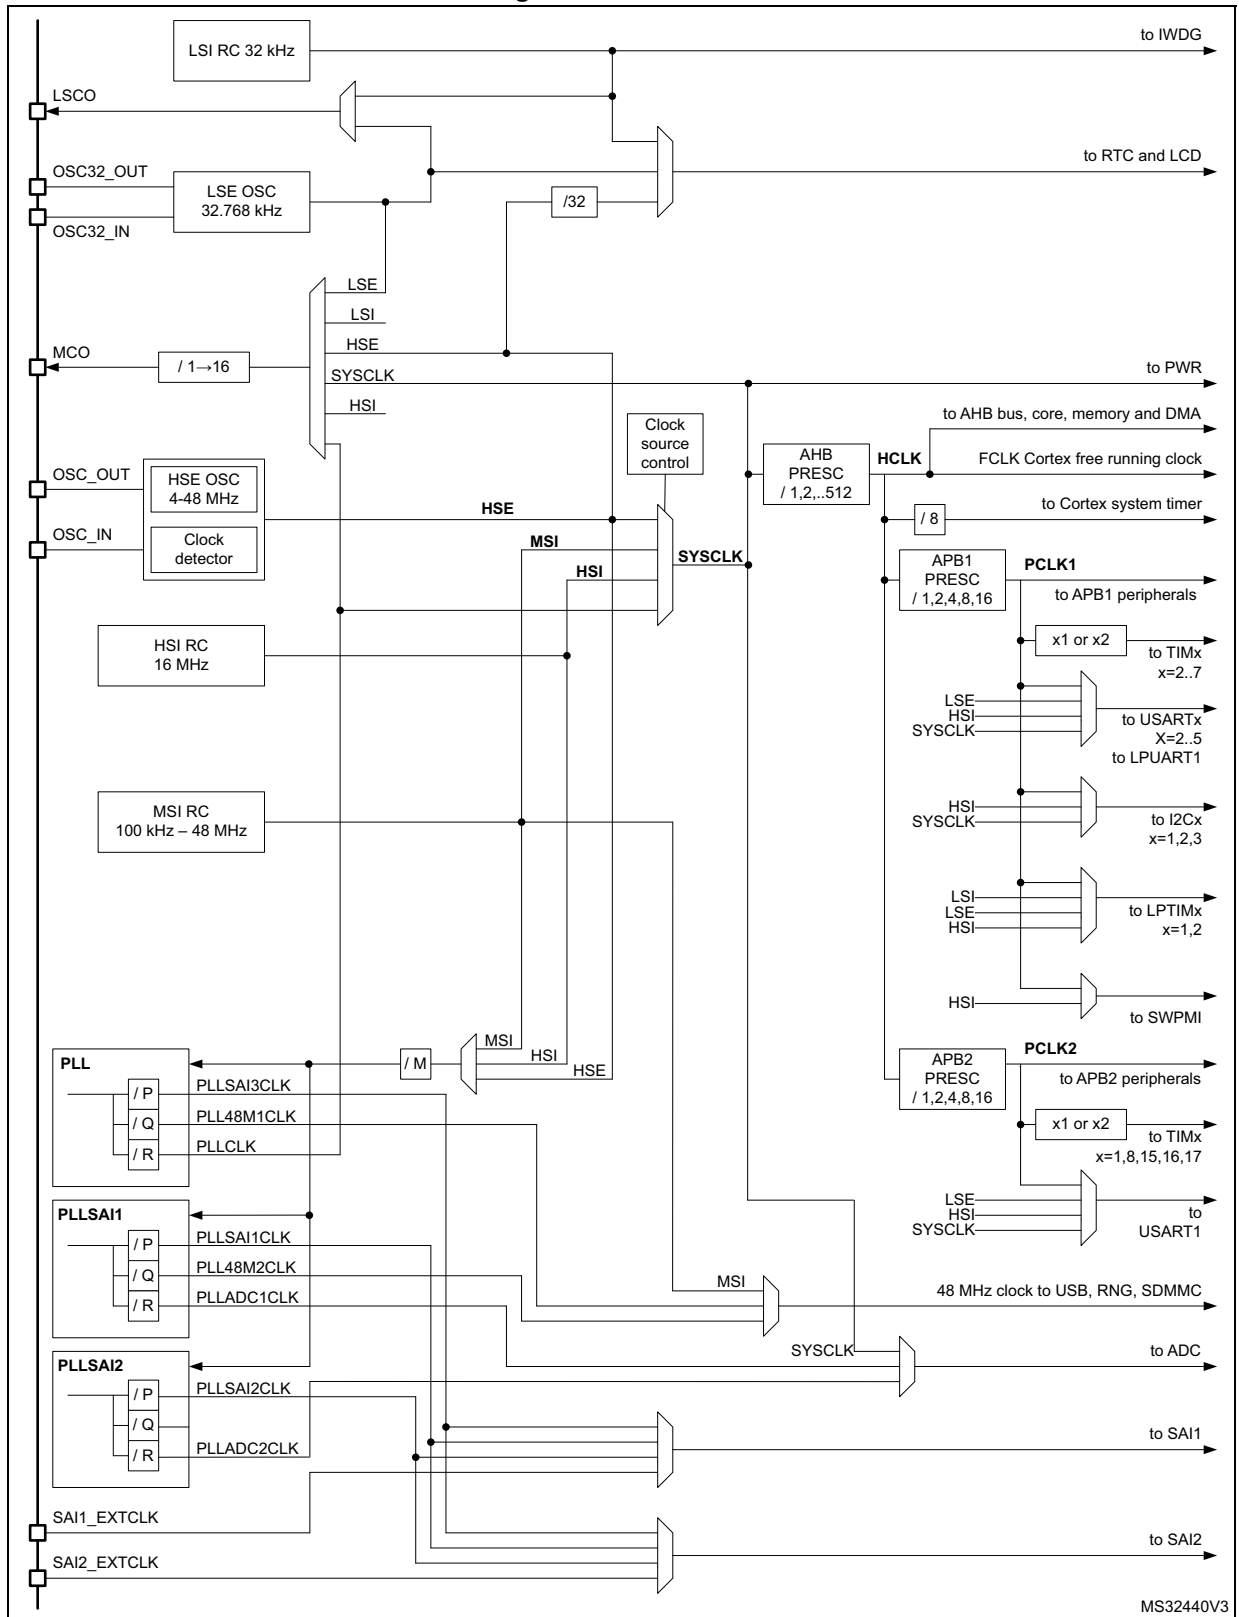 LSI RC 32 kHz
to IWDG
LSCO
to RTC and LCD
OSC32_OUT
LSE OSC
32.768 kHz
/32
OSC32_IN
LSE
LSI
HSE
MCO
/ 1→16
SYSCLK
to PWR
HSI
to AHB bus, core, memory and DMA
Clock
source
control
AHB
PRESC
/ 1,2,..512
HCLK
FCLK Cortex free running clock
OSC_OUT
HSE OSC
4-48 MHz
to Cortex system timer
/ 8
HSE
OSC_IN
Clock
detector
MSI
HSI
SYSCLK
APB1
PRESC
/ 1,2,4,8,16
PCLK1
to APB1 peripherals
HSI RC
16 MHz
x1 or x2
to TIMx
x=2..7
LSE
HSI
SYSCLK
to USARTx
X=2..5
to LPUART1
MSI RC
100 kHz – 48 MHz
HSI
SYSCLK
to I2Cx
x=1,2,3
LSI
LSE
HSI
to LPTIMx
x=1,2
HSI
to SWPMI
MSI
HSI
HSE
/ M
PLL
/ P
PLLSAI3CLK
/ Q
PLL48M1CLK
/ R
PLLCLK
APB2
PRESC
/ 1,2,4,8,16
PCLK2
to APB2 peripherals
x1 or x2
to TIMx
x=1,8,15,16,17
LSE
HSI
SYSCLK
to
USART1
PLLSAI1
/ P
PLLSAI1CLK
/ Q
PLL48M2CLK
/ R
PLLADC1CLK
MSI
48 MHz clock to USB, RNG, SDMMC
SYSCLK
to ADC
PLLSAI2
/ P
PLLSAI2CLK
/ Q
/ R
PLLADC2CLK
to SAI1
SAI1_EXTCLK
to SAI2
SAI2_EXTCLK
MS32440V3